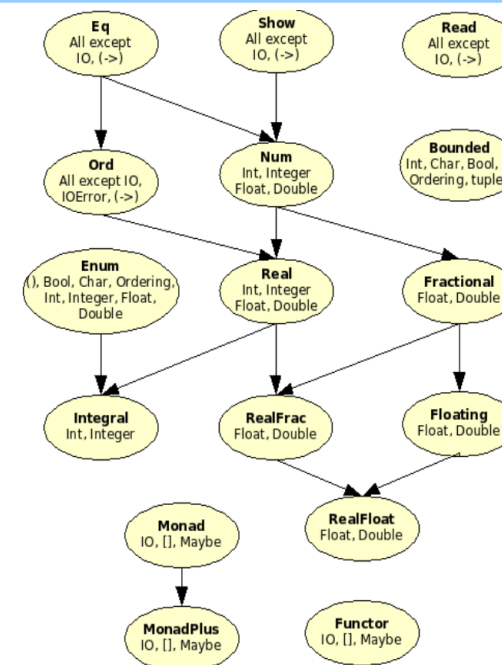 Eq
All except
IO, (->)
Show
All except
IO, (->)
Read
All except
IO, (->)
Ord
All except IO,
IOError, (->)
Num
Int, Integer
Float, Double
Bounded
Int, Char, Bool,
Ordering, tuple
Enum
(), Bool, Char, Ordering,
Int, Integer, Float,
Double
Real
Int, Integer
Float, Double
Fractional
Float, Double
Integral
Int, Integer
RealFrac
Float, Double
Floating
Float, Double
Monad
IO, [], Maybe
RealFloat
Float, Double
MonadPlus
IO, [], Maybe
Functor
IO, [], Maybe